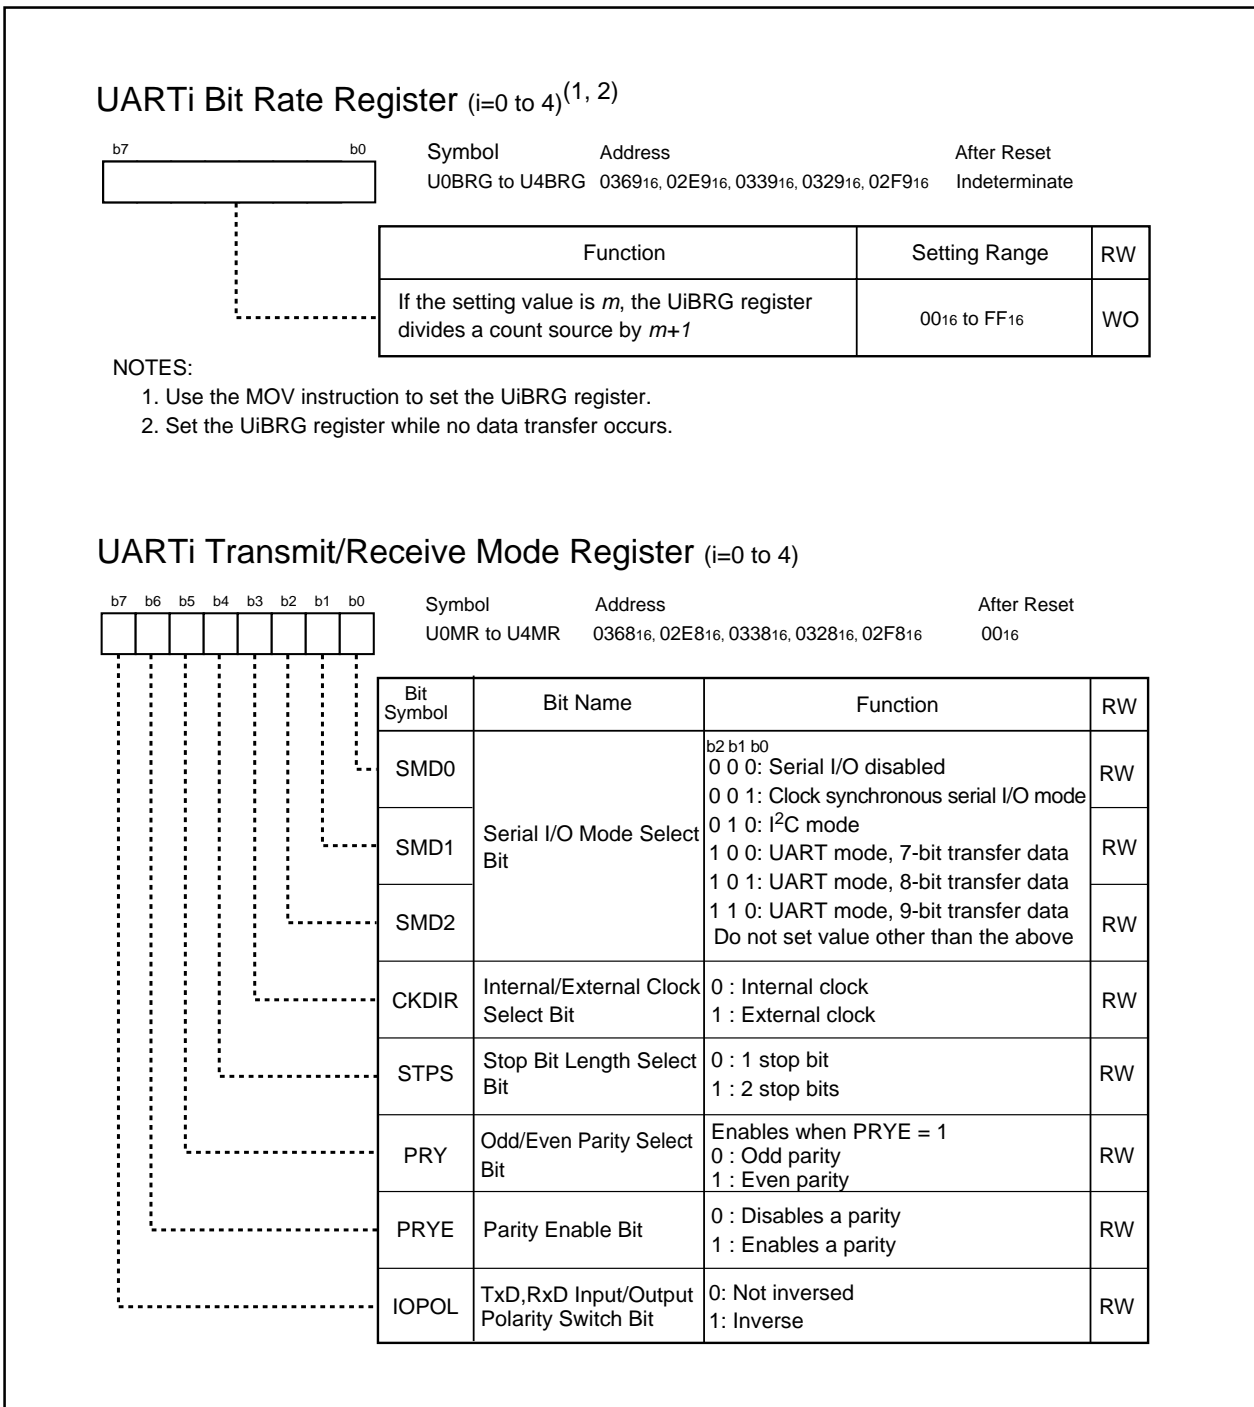 UARTi Bit Rate Register (i=0 to 4)(1, 2)
b7 b0 Symbol Address After Reset
U0BRG to U4BRG 036916, 02E916, 033916, 032916, 02F916 Indeterminate
Function Setting Range RW
If the setting value is m, the UiBRG register
divides a count source by m+1
0016 to FF16 WO
NOTES:
1. Use the MOV instruction to set the UiBRG register.
2. Set the UiBRG register while no data transfer occurs.
UARTi Transmit/Receive Mode Register (i=0 to 4)
b7 b6 b5 b4 b3 b2 b1 b0 Symbol Address After Reset
U0MR to U4MR 036816, 02E816, 033816, 032816, 02F816 0016
Bit
Symbol
Bit Name Function RW
SMD0 RW
SMD1 RW
SMD2 RW
Serial I/O Mode Select
Bit
b2 b1 b0
0 0 0: Serial I/O disabled
0 0 1: Clock synchronous serial I/O mode
0 1 0: I2C mode
1 0 0: UART mode, 7-bit transfer data
1 0 1: UART mode, 8-bit transfer data
1 1 0: UART mode, 9-bit transfer data
Do not set value other than the above
CKDIR
Internal/External Clock
Select Bit
0 : Internal clock
1 : External clock
RW
STPS
Stop Bit Length Select
Bit
0 : 1 stop bit
1 : 2 stop bits
RW
PRY
Odd/Even Parity Select
Bit
Enables when PRYE = 1
0 : Odd parity
1 : Even parity
RW
PRYE
Parity Enable Bit
0 : Disables a parity
1 : Enables a parity
RW
IOPOL
TxD,RxD Input/Output
Polarity Switch Bit
0: Not inversed
1: Inverse
RW